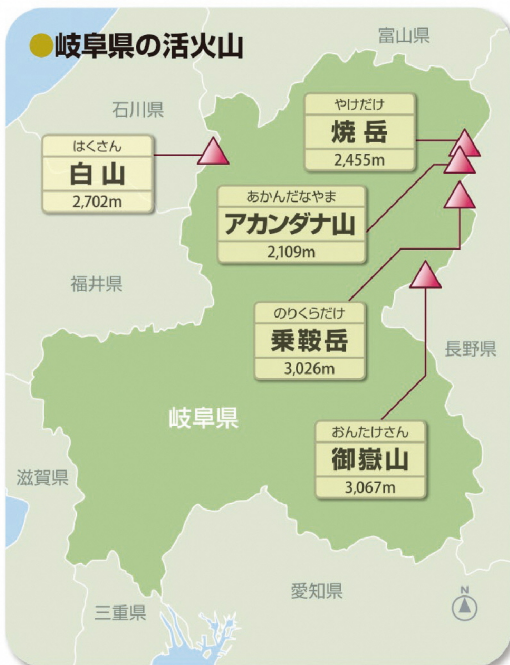 ●岐阜県の活火山
富山県
石川県
やけだけ
焼岳
2,455m
はくさん
白山
2,702m
あかんだなやま
アカンダナ山
2,109m
福井県
のりくらだけ
乗鞍岳
3,026m
長野県
岐阜県
おんたけさん
御嶽山
3,067m
滋賀県
愛知県
三重県
N